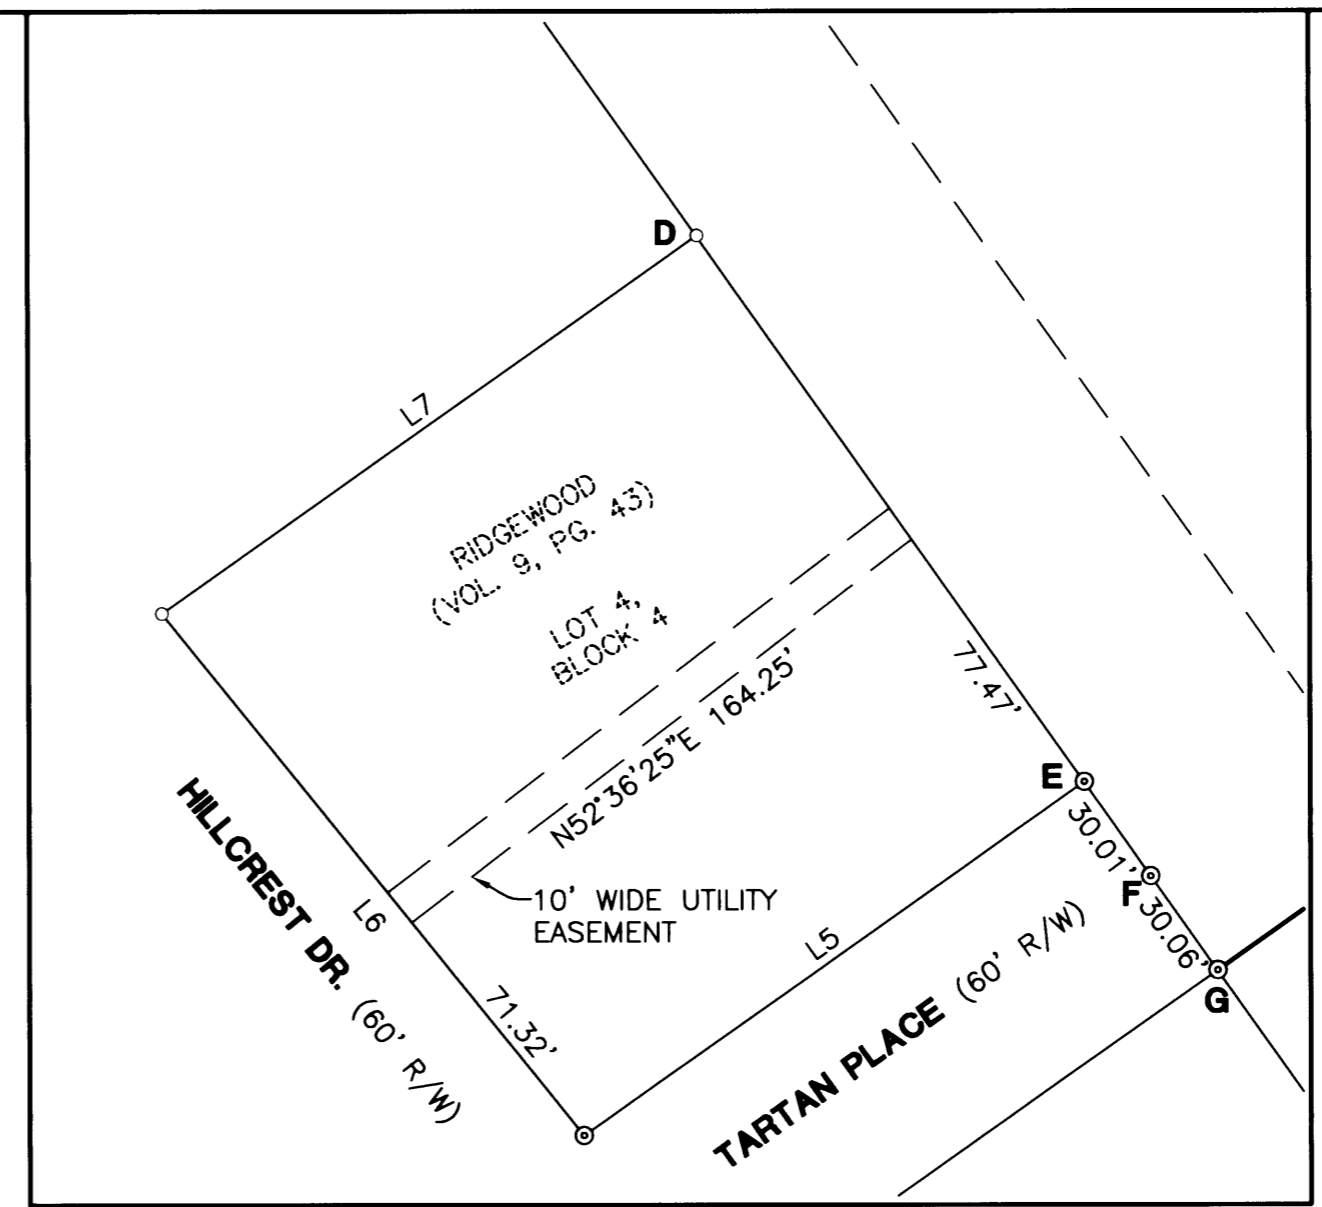 D
L7
RIDGEWOOD
(VOL. 9, PG. 43)
LOT 4,
BLOCK 4
77.47'
N52°36'25"E 164.25'
E
HILLCREST DR. (60' R/W)
30.01'
F
10' WIDE UTILITY
EASEMENT
L6
30.06'
L5
G
71.32'
TARTAN PLACE (60' R/W)